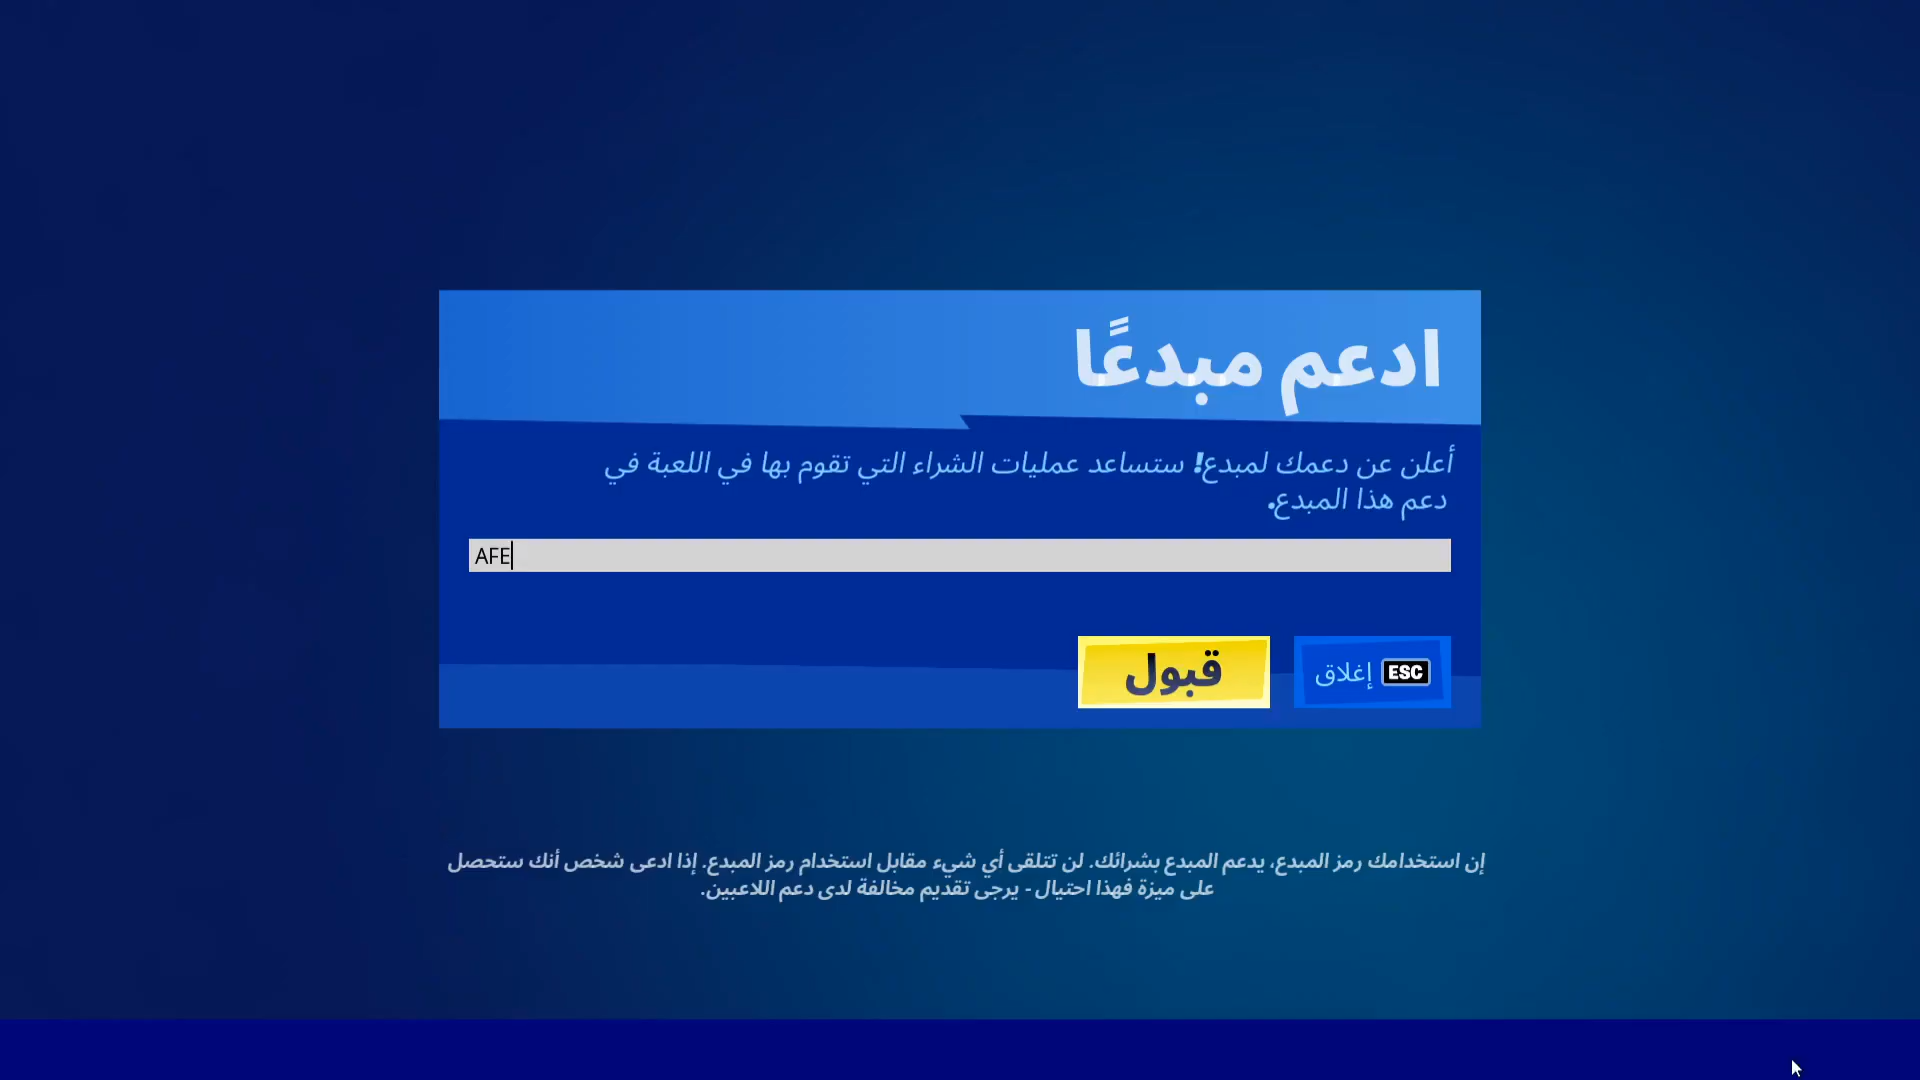 ادعم مبدعًا
أعلن عن دعمك لمبدع! ستساعد عمليات الشراء التي تقوم بها في اللعبة في
دعم هذا المبدع.
AFE
ESC إغلاق
قبول
إن استخدامك رمز المبدع، يدعم المبدع بشرائك. لن تتلقى أي شيء مقابل استخدام رمز المبدع. إذا ادعى شخص أنك ستحصل
على ميزة فهذا احتيال - يرجى تقديم مخالفة لدى دعم اللاعبين.